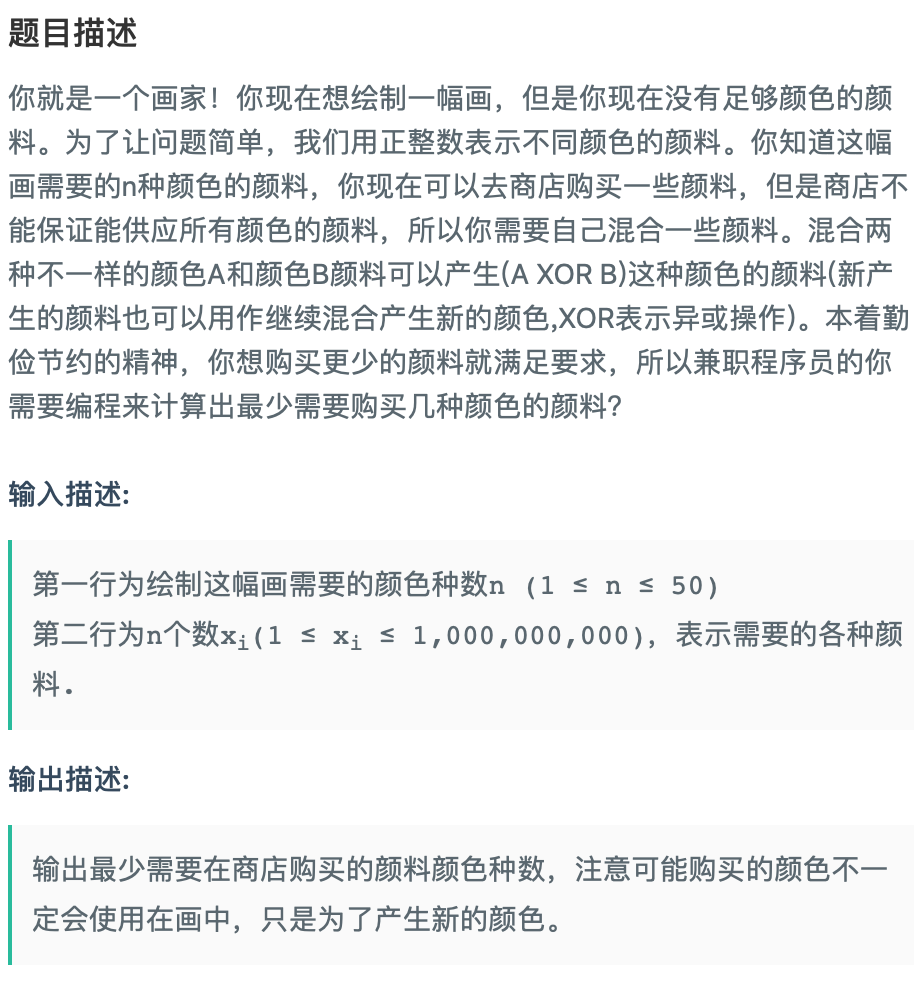 题目描述
你就是一个画家！你现在想绘制一幅画，但是你现在没有足够颜色的颜
料。为了让问题简单，我们用正整数表示不同颜色的颜料。你知道这幅
画需要的n种颜色的颜料，你现在可以去商店购买一些颜料，但是商店不
能保证能供应所有颜色的颜料，所以你需要自己混合一些颜料。混合两
种不一样的颜色A和颜色B颜料可以产生(A XOR B)这种颜色的颜料(新产
生的颜料也可以用作继续混合产生新的颜色,XOR表示异或操作)。本着勤
俭节约的精神，你想购买更少的颜料就满足要求，所以兼职程序员的你
需要编程来计算出最少需要购买几种颜色的颜料？
输入描述:
第一行为绘制这幅画需要的颜色种数n (1 ≤ n ≤ 50)
第二行为n个数xᵢ(1 ≤ xᵢ ≤ 1,000,000,000)，表示需要的各种颜
料.
输出描述:
输出最少需要在商店购买的颜料颜色种数，注意可能购买的颜色不一
定会使用在画中，只是为了产生新的颜色。